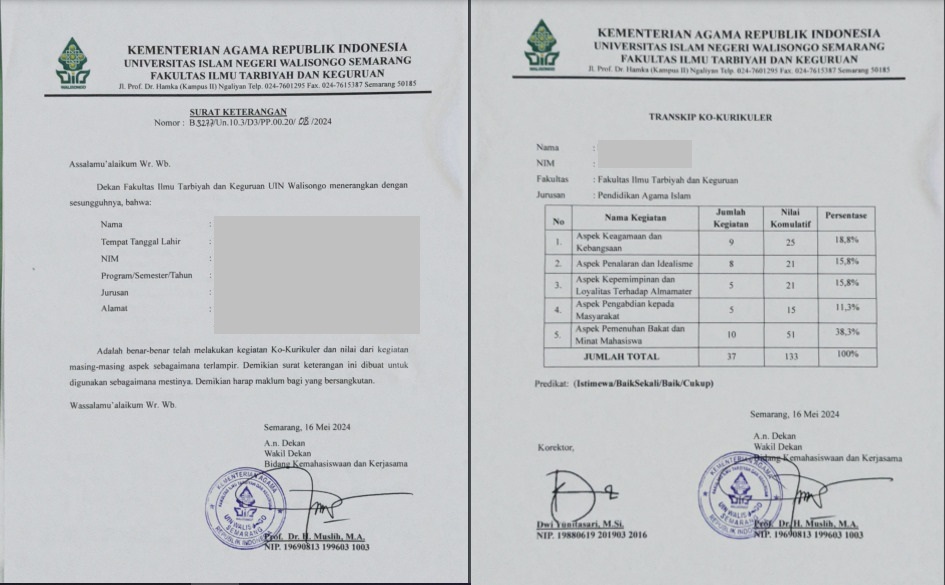 UIN
WALISONGO
KEMENTERIAN AGAMA REPUBLIK INDONESIA
UNIVERSITAS ISLAM NEGERI WALISONGO SEMARANG
FAKULTAS ILMU TARBIYAH DAN KEGURUAN
Jl. Prof. Dr. Hamka (Kampus II) Ngaliyan Telp. 024-7601295 Fax. 024-7615387 Semarang 50185
SURAT KETERANGAN
Nomor : B.3277/Un.10.3/D3/PP.00.20/ 08 /2024
Assalamu'alaikum Wr. Wb.
Dekan Fakultas Ilmu Tarbiyah dan Keguruan UIN Walisongo menerangkan dengan
sesungguhnya, bahwa:
Nama :
Tempat Tanggal Lahir :
NIM :
Program/Semester/Tahun :
Jurusan :
Alamat :
Adalah benar-benar telah melakukan kegiatan Ko-Kurikuler dan nilai dari kegiatan
masing-masing aspek sebagaimana terlampir. Demikian surat keterangan ini dibuat untuk
digunakan sebagaimana mestinya. Demikian harap maklum bagi yang bersangkutan.
Wassalamu'alaikum Wr. Wb.
Semarang, 16 Mei 2024
A.n. Dekan
Wakil Dekan
Bidang Kemahasiswaan dan Kerjasama
KEMENTERIAN AGAMA
UIN WALISONGO
SEMARANG
REPUBLIK INDONESIA
Prof. Dr. H. Muslih, M.A.
NIP. 19690813 199603 1003
UIN
WALISONGO
KEMENTERIAN AGAMA REPUBLIK INDONESIA
UNIVERSITAS ISLAM NEGERI WALISONGO SEMARANG
FAKULTAS ILMU TARBIYAH DAN KEGURUAN
Jl. Prof. Dr. Hamka (Kampus II) Ngaliyan Telp. 024-7601295 Fax. 024-7615387 Semarang 50185
TRANSKIP KO-KURIKULER
Nama :
NIM :
Fakultas : Fakultas Ilmu Tarbiyah dan Keguruan
Jurusan : Pendidikan Agama Islam
No Nama Kegiatan Jumlah Kegiatan Nilai Komulatif Persentase
1. Aspek Keagamaan dan Kebangsaan 9 25 18,8%
2. Aspek Penalaran dan Idealisme 8 21 15,8%
3. Aspek Kepemimpinan dan Loyalitas Terhadap Almamater 5 21 15,8%
4. Aspek Pengabdian kepada Masyarakat 5 15 11,3%
5. Aspek Pemenuhan Bakat dan Minat Mahasiswa 10 51 38,3%
JUMLAH TOTAL 37 133 100%
Predikat: (Istimewa/BaikSekali/Baik/Cukup)
Semarang, 16 Mei 2024
A.n. Dekan
Wakil Dekan
Bidang Kemahasiswaan dan Kerjasama
Korektor,
KEMENTERIAN AGAMA
UIN WALISONGO
SEMARANG
REPUBLIK INDONESIA
Dwi Yunitasari, M.Si.
NIP. 19880619 201903 2016
Prof. Dr. H. Muslih, M.A.
NIP. 19690813 199603 1003